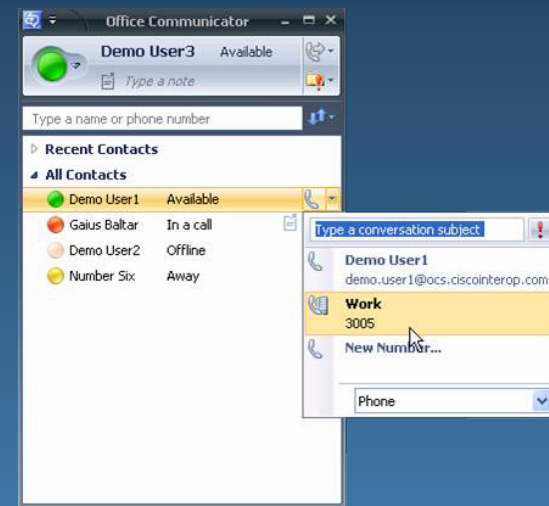 Office Communicator
Demo User3 Available
Type a note
Type a name or phone number
Recent Contacts
All Contacts
Demo User1 Available
Gaius Baltar In a call
Demo User2 Offline
Number Six Away
Type a conversation subject
Demo User1
demo.user1@ocs.ciscointerop.com
Work
3005
New Number...
Phone